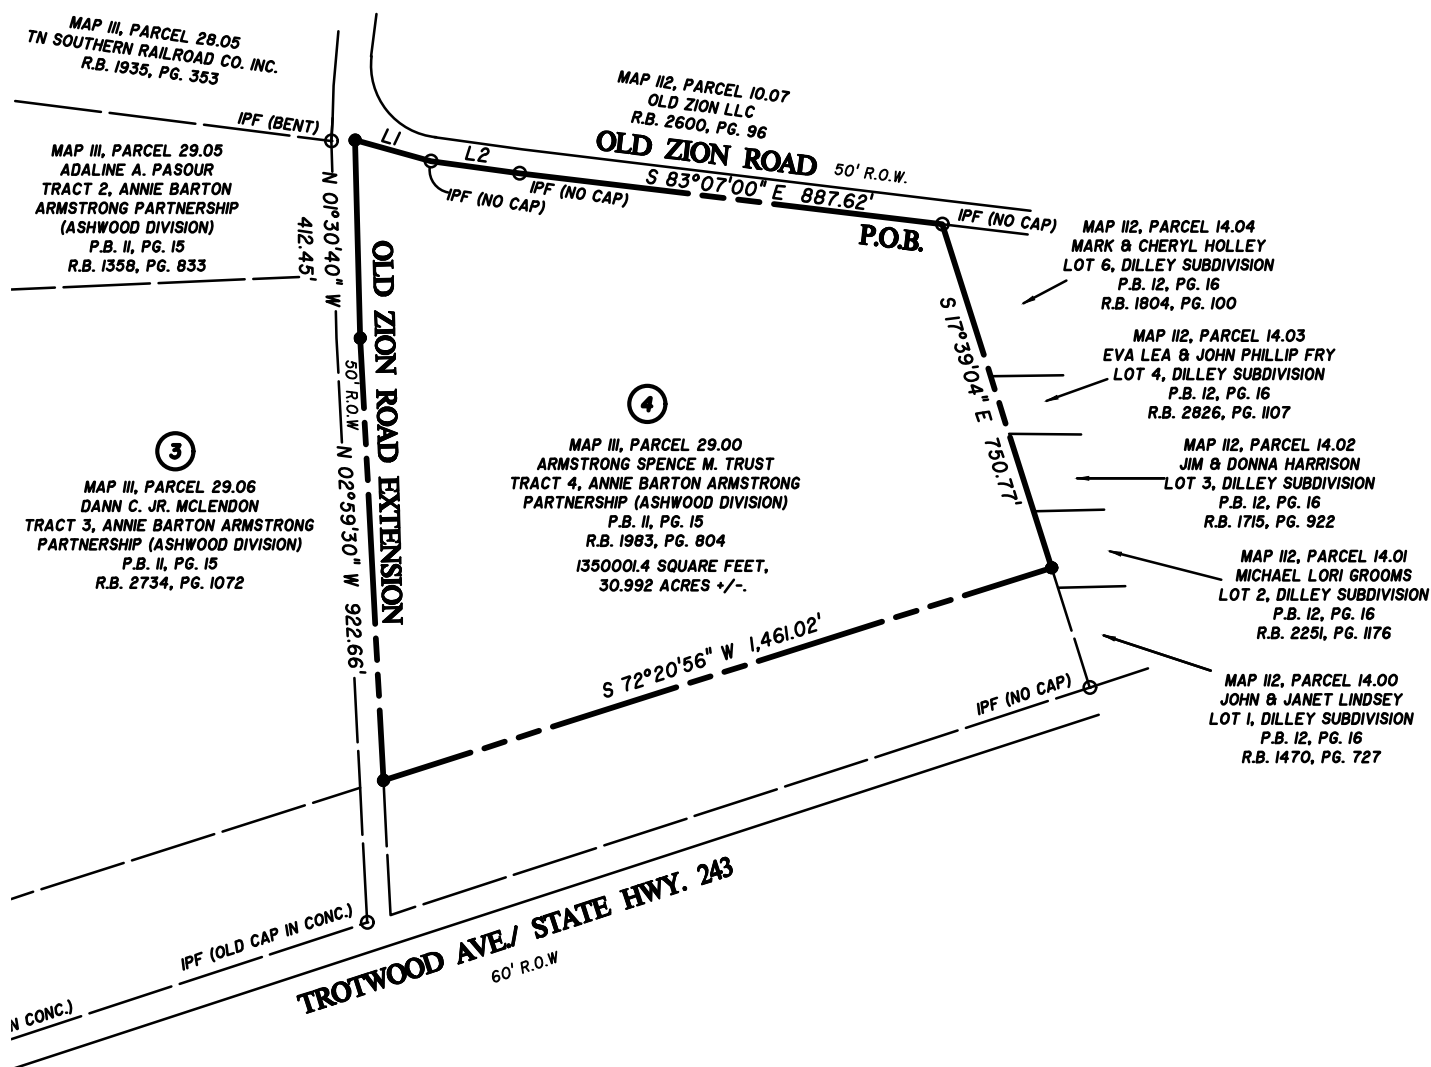 MAP III, PARCEL 28.05
TN SOUTHERN RAILROAD CO. INC.
R.B. 1935, PG. 353
IPF (BENT)
MAP III, PARCEL 29.05
ADALINE A. PASOUR
TRACT 2, ANNIE BARTON
ARMSTRONG PARTNERSHIP
(ASHWOOD DIVISION)
P.B. 11, PG. 15
R.B. 1358, PG. 833
MAP 112, PARCEL 10.07
OLD ZION LLC
R.B. 2600, PG. 96
OLD ZION ROAD
50' R.O.W.
L1
L2
IPF (NO CAP)
IPF (NO CAP)
S 83°07'00" E 887.62'
IPF (NO CAP)
P.O.B.
N 01°30'40" W
412.45'
OLD ZION ROAD EXTENSION
50' R.O.W
N 02°59'30" W 922.66'
S 17°39'04" E 750.77'
MAP 112, PARCEL 14.04
MARK & CHERYL HOLLEY
LOT 6, DILLEY SUBDIVISION
P.B. 12, PG. 16
R.B. 1804, PG. 100
MAP 112, PARCEL 14.03
EVA LEA & JOHN PHILLIP FRY
LOT 4, DILLEY SUBDIVISION
P.B. 12, PG. 16
R.B. 2826, PG. 1107
MAP 112, PARCEL 14.02
JIM & DONNA HARRISON
LOT 3, DILLEY SUBDIVISION
P.B. 12, PG. 16
R.B. 1715, PG. 922
MAP 112, PARCEL 14.01
MICHAEL LORI GROOMS
LOT 2, DILLEY SUBDIVISION
P.B. 12, PG. 16
R.B. 2251, PG. 1176
MAP 112, PARCEL 14.00
JOHN & JANET LINDSEY
LOT 1, DILLEY SUBDIVISION
P.B. 12, PG. 16
R.B. 1470, PG. 727
3
MAP III, PARCEL 29.06
DANN C. JR. MCLENDON
TRACT 3, ANNIE BARTON ARMSTRONG
PARTNERSHIP (ASHWOOD DIVISION)
P.B. 11, PG. 15
R.B. 2734, PG. 1072
4
MAP III, PARCEL 29.00
ARMSTRONG SPENCE M. TRUST
TRACT 4, ANNIE BARTON ARMSTRONG
PARTNERSHIP (ASHWOOD DIVISION)
P.B. 11, PG. 15
R.B. 1983, PG. 804
1350001.4 SQUARE FEET,
30.992 ACRES +/-.
S 72°20'56" W 1,461.02'
IPF (NO CAP)
IPF (OLD CAP IN CONC.)
TROTWOOD AVE./ STATE HWY. 243
60' R.O.W
N CONC.)